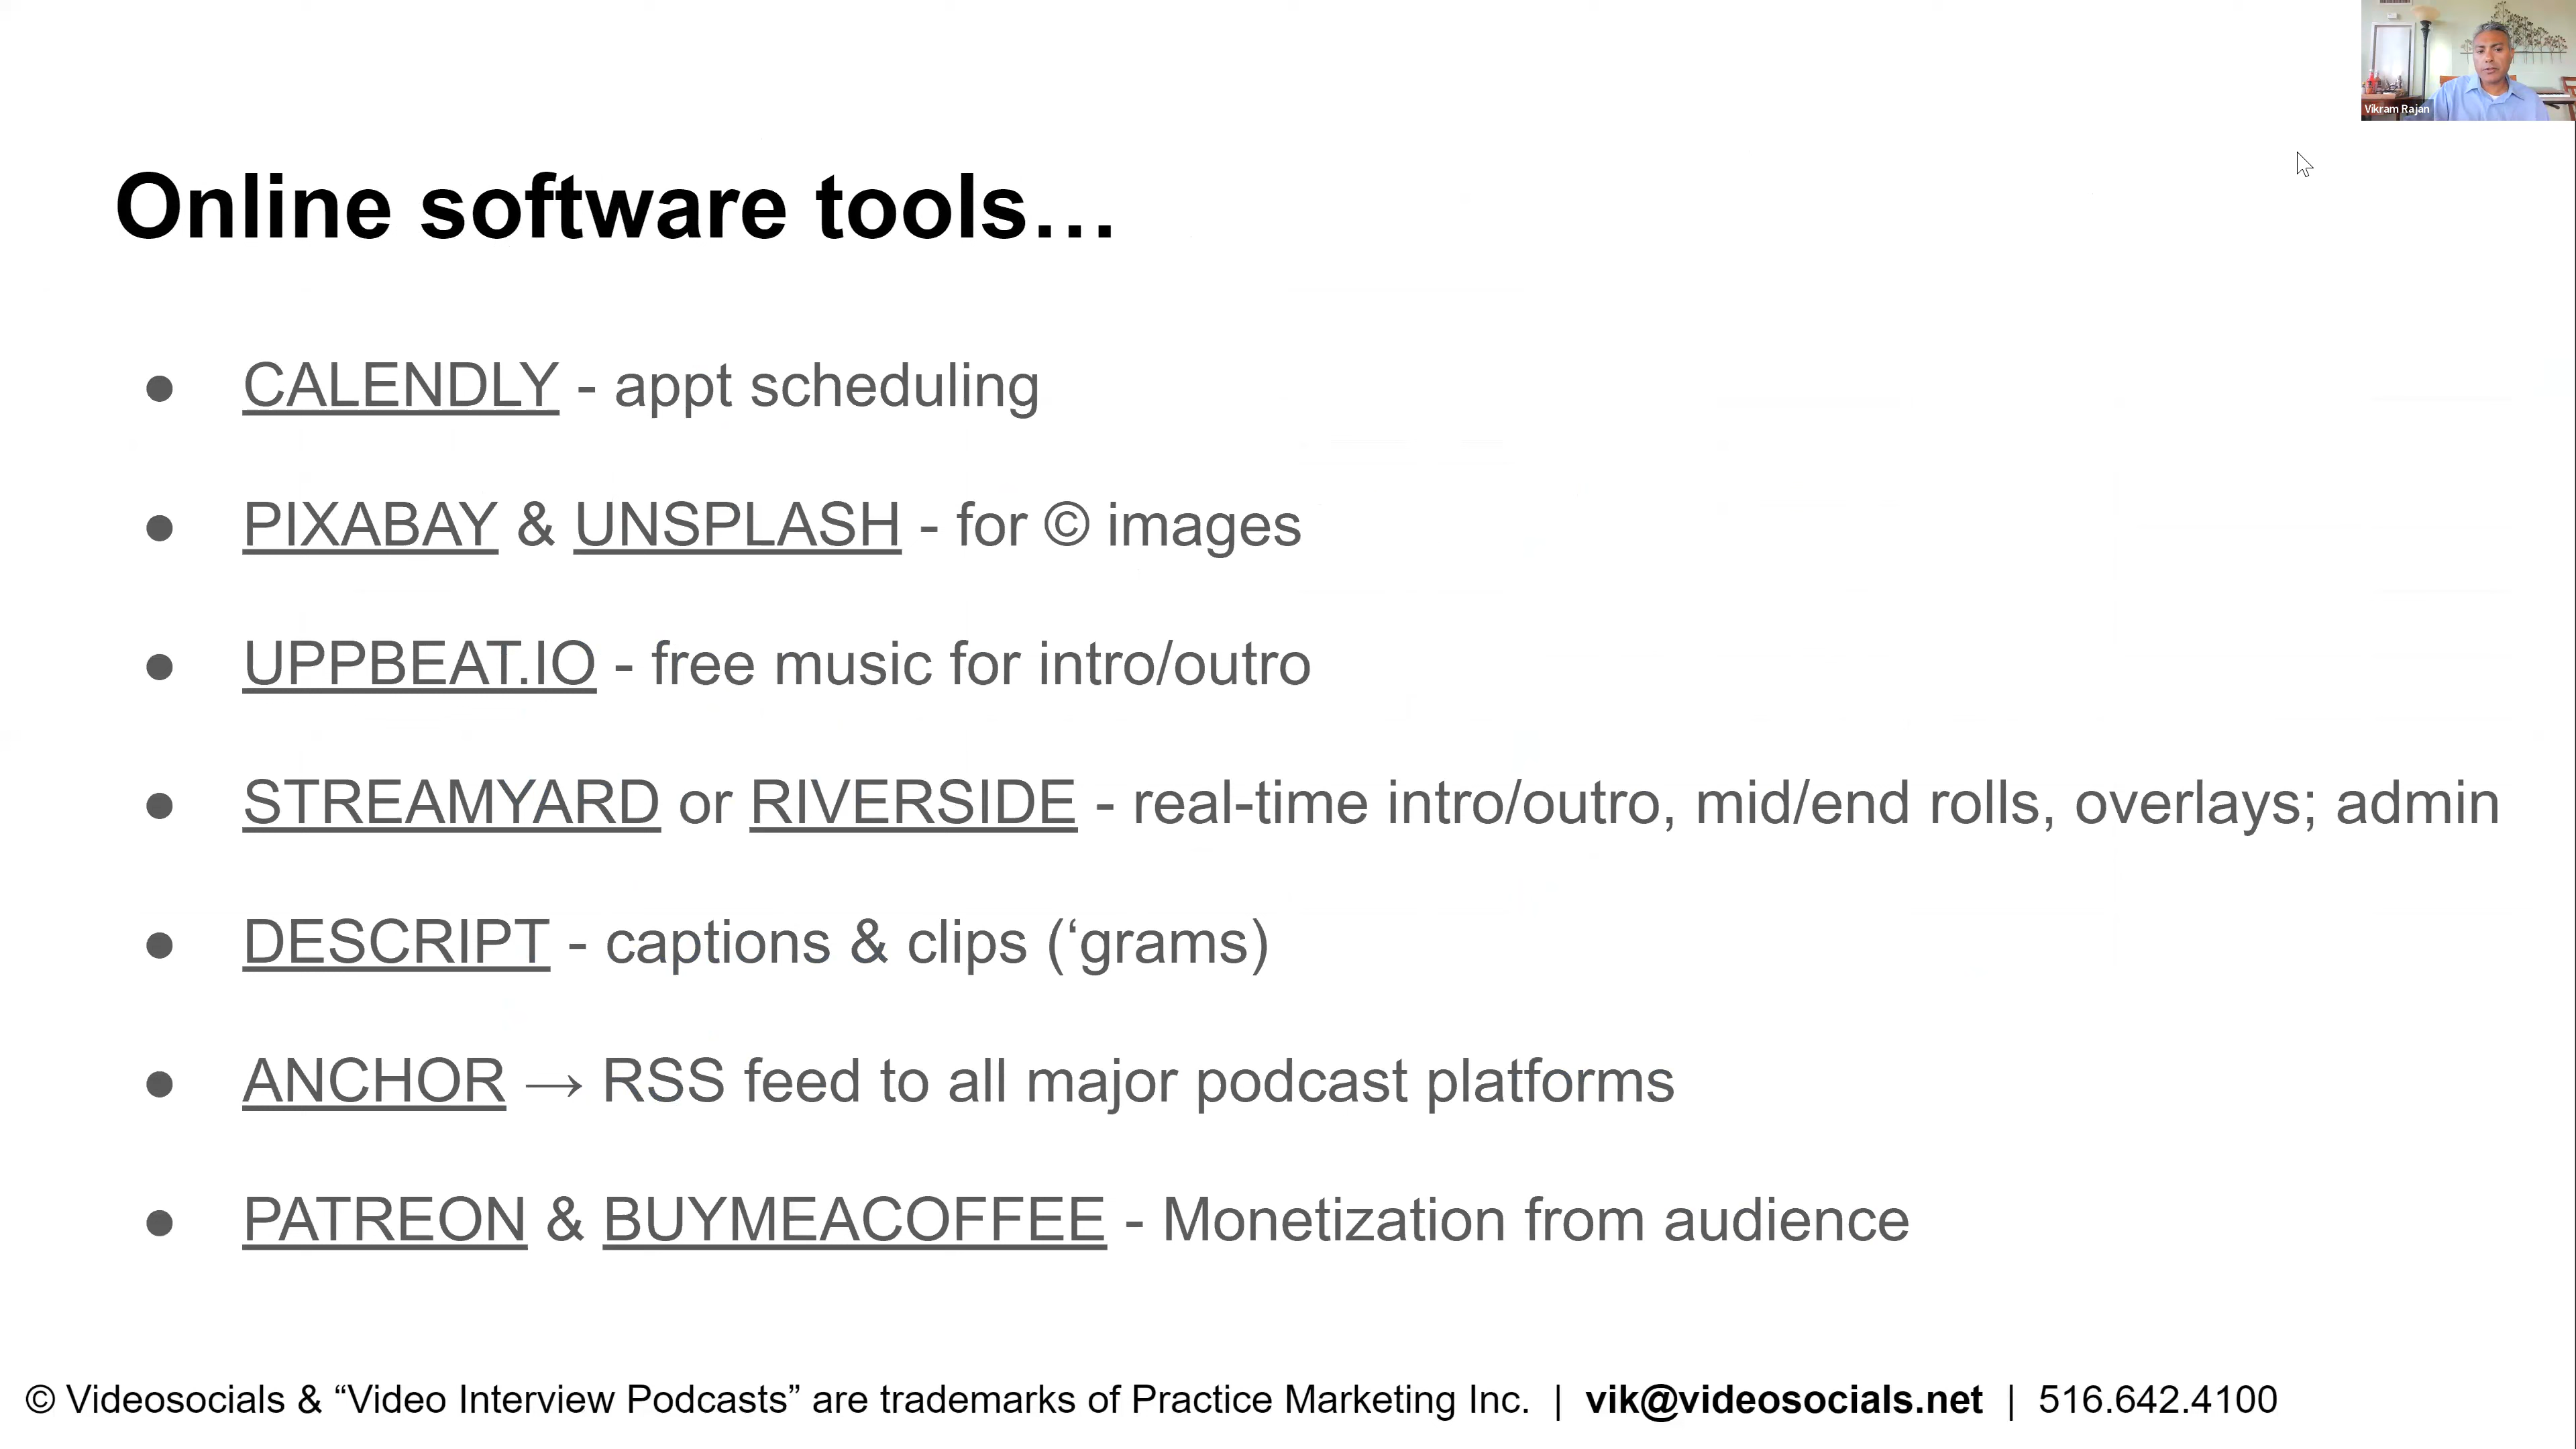 Vikram Rajan
Online software tools…
● CALENDLY - appt scheduling
● PIXABAY & UNSPLASH - for © images
● UPPBEAT.IO - free music for intro/outro
● STREAMYARD or RIVERSIDE - real-time intro/outro, mid/end rolls, overlays; admin
● DESCRIPT - captions & clips (‘grams)
● ANCHOR → RSS feed to all major podcast platforms
● PATREON & BUYMEACOFFEE - Monetization from audience
© Videosocials & “Video Interview Podcasts” are trademarks of Practice Marketing Inc. | vik@videosocials.net | 516.642.4100